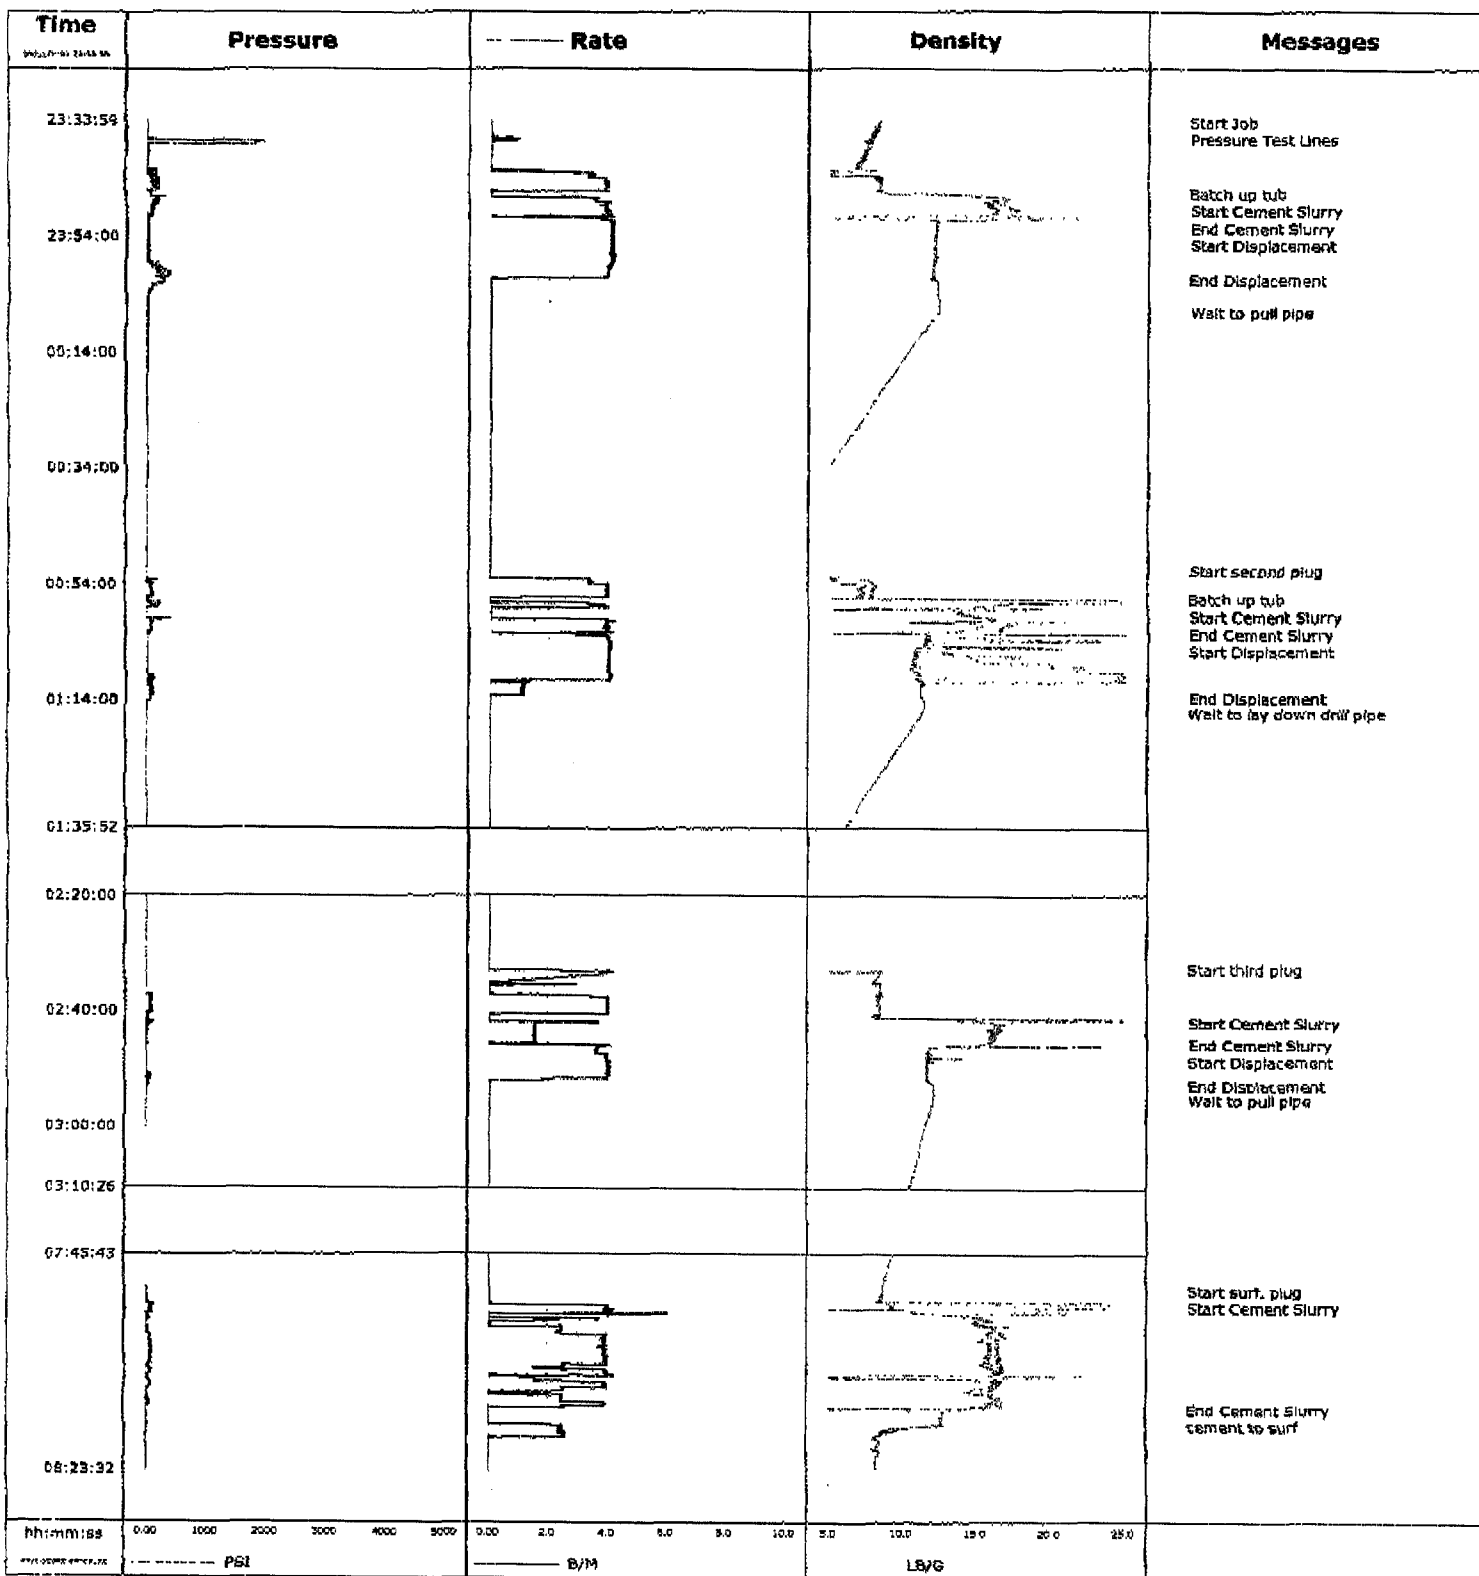 Time Pressure Rate Density Messages
23:33:59 Start Job
Pressure Test Lines
Batch up tub
Start Cement Slurry
23:54:00 End Cement Slurry
Start Displacement
End Displacement
Wait to pull pipe
00:14:00
00:34:00
00:54:00 Start second plug
Batch up tub
Start Cement Slurry
End Cement Slurry
Start Displacement
01:14:00 End Displacement
Wait to lay down drill pipe
01:35:52
02:20:00
Start third plug
02:40:00 Start Cement Slurry
End Cement Slurry
Start Displacement
End Displacement
Wait to pull pipe
03:00:00
03:10:26
07:45:43
Start surf. plug
Start Cement Slurry
End Cement Slurry
cement to surf
08:23:32
hh:mm:ss 0.00 1000 2000 3000 4000 5000 0.00 2.0 4.0 6.0 8.0 10.0 5.0 10.0 15.0 20.0 25.0
PSI B/M LB/G